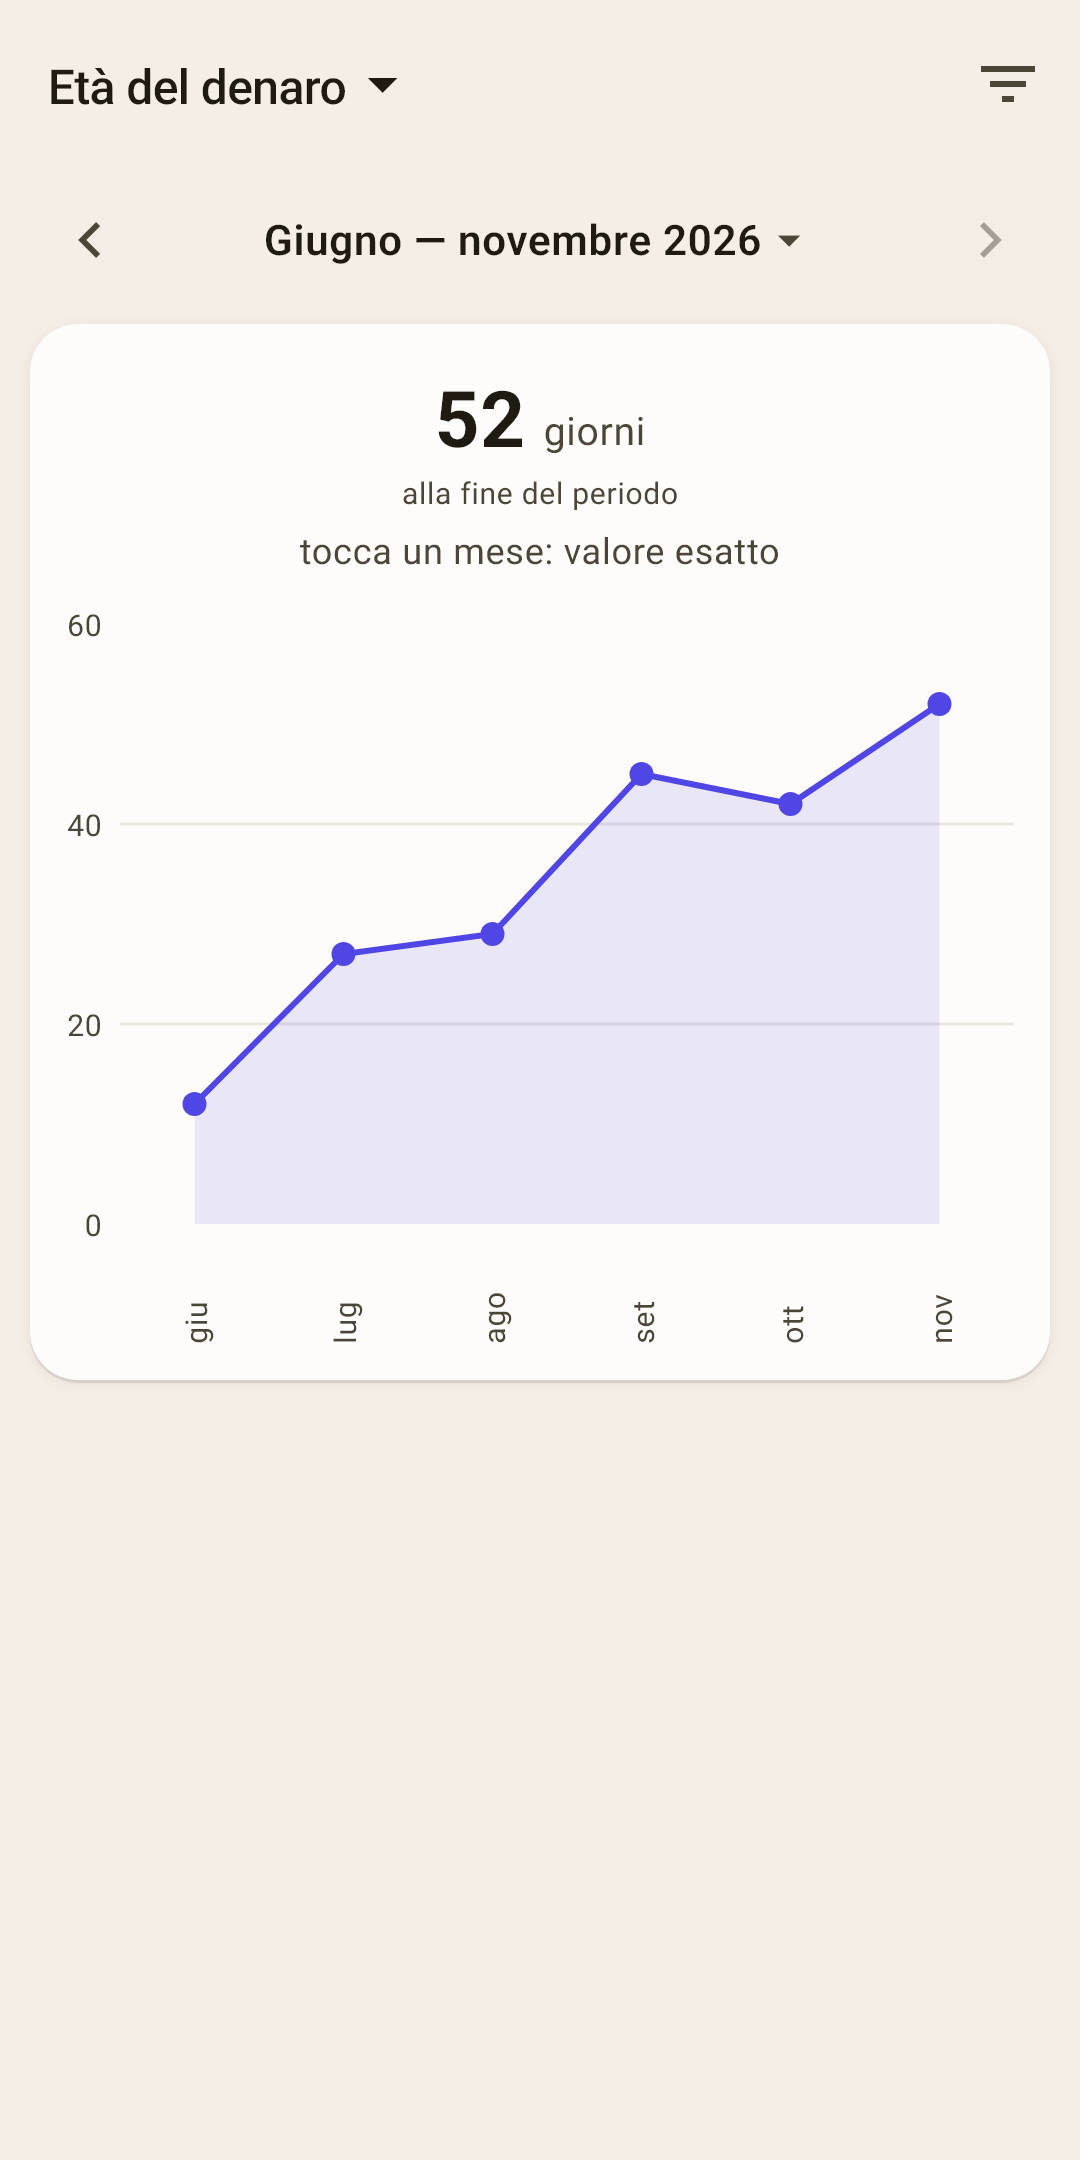 Età del denaro
Giugno — novembre 2026
52 giorni
alla fine del periodo
tocca un mese: valore esatto
60
40
20
0
giu
lug
ago
set
ott
nov